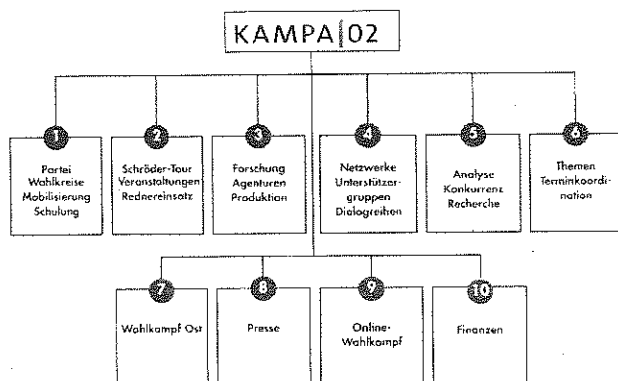 KAMPA|02
1
Partei
Wahlkreise
Mobilisierung
Schulung
2
Schröder-Tour
Veranstaltungen
Rednereinsatz
3
Forschung
Agenturen
Produktion
4
Netzwerke
Unterstützer-
gruppen
Dialogreihen
5
Analyse
Konkurrenz
Recherche
6
Themen
Terminkoordi-
nation
7
Wahlkampf Ost
8
Presse
9
Online-
Wahlkampf
10
Finanzen